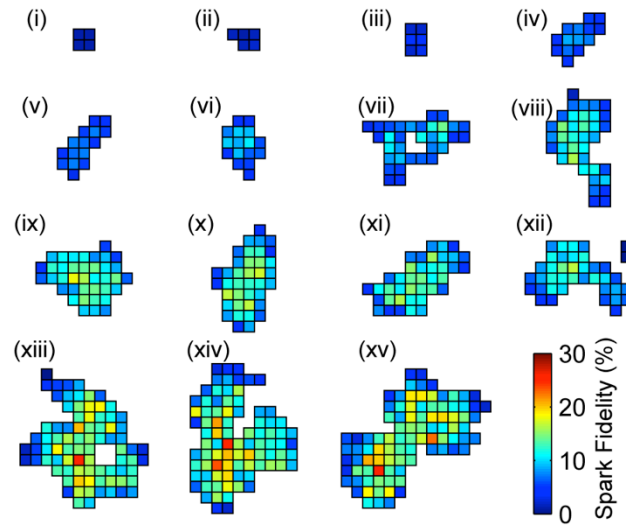 (i) (ii) (iii) (iv)
(v) (vi) (vii) (viii)
(ix) (x) (xi) (xii)
(xiii) (xiv) (xv)
30
20
10
0
Spark Fidelity (%)